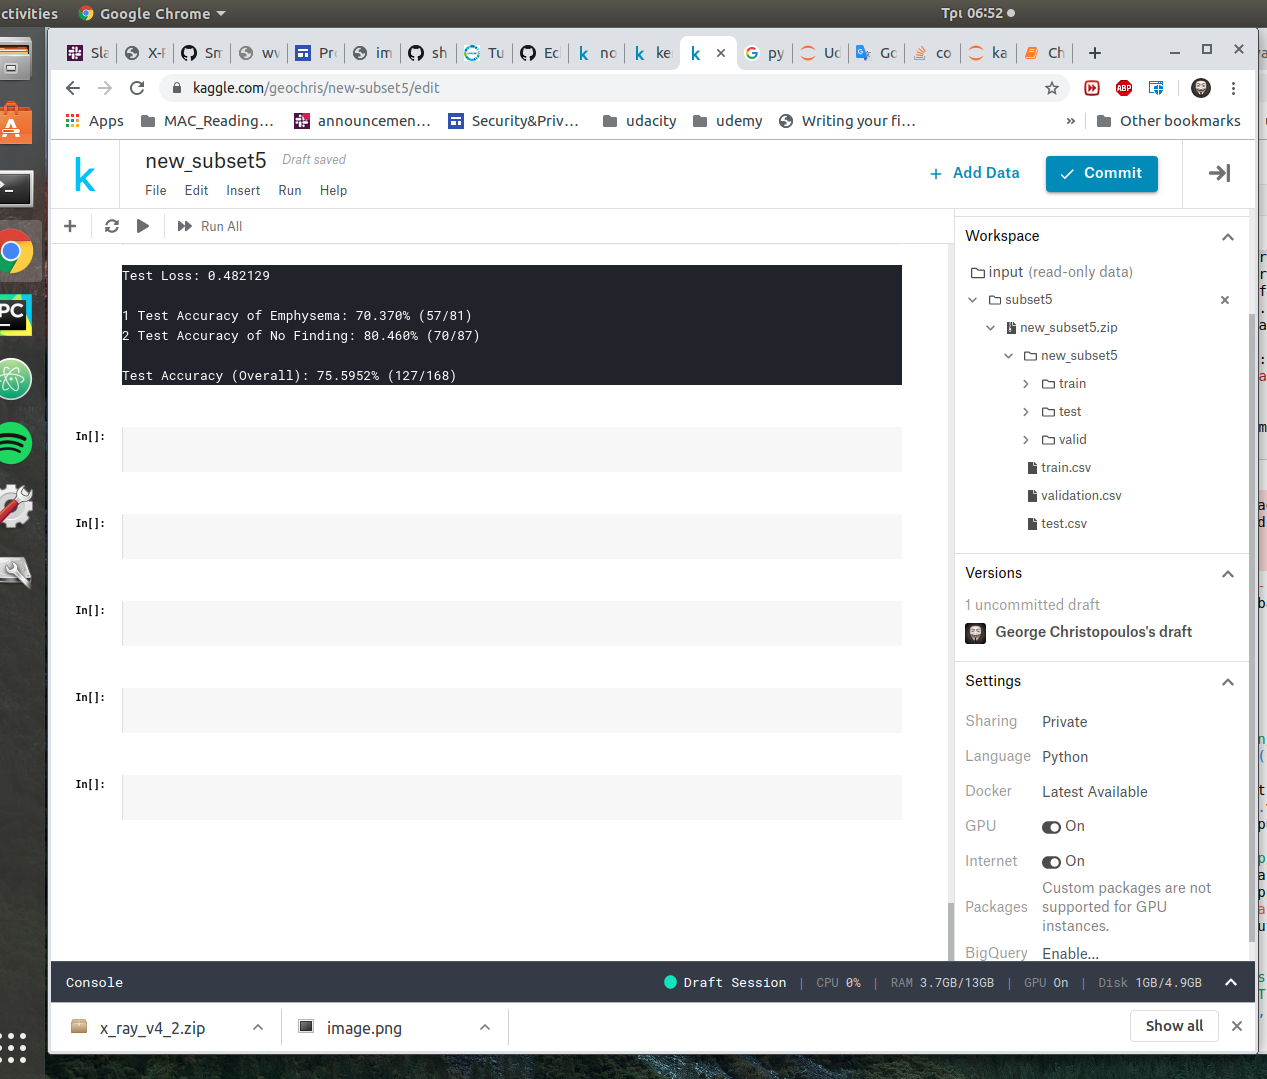 ctivities
Google Chrome
Τρι 06:52
Sla
X-R
Sm
wv
Pr
im
sh
Tu
Ec
no
ke
py
Uc
Go
co
ka
Ch
kaggle.com/geochris/new-subset5/edit
ABP
Apps
MAC_Reading...
announcemen...
Security&Priv...
udacity
udemy
Writing your fi...
»
Other bookmarks
new_subset5
Draft saved
File
Edit
Insert
Run
Help
+ Add Data
Commit
Run All
Test Loss: 0.482129
1 Test Accuracy of Emphysema: 70.370% (57/81)
2 Test Accuracy of No Finding: 80.460% (70/87)
Test Accuracy (Overall): 75.5952% (127/168)
In[]:
In[]:
In[]:
In[]:
In[]:
Workspace
input (read-only data)
subset5
new_subset5.zip
new_subset5
train
test
valid
train.csv
validation.csv
test.csv
Versions
1 uncommitted draft
George Christopoulos's draft
Settings
Sharing Private
Language Python
Docker Latest Available
GPU On
Internet On
Packages Custom packages are not
supported for GPU
instances.
BigQuery Enable...
Console
Draft Session | CPU 0% | RAM 3.7GB/13GB | GPU On | Disk 1GB/4.9GB
x_ray_v4_2.zip
image.png
Show all